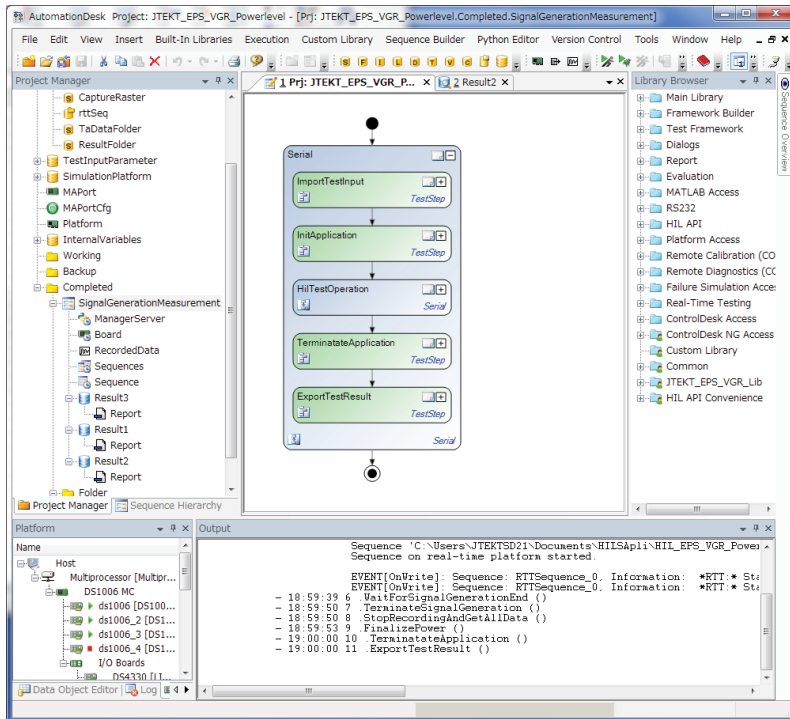 AutomationDesk Project: JTEKT_EPS_VGR_Powerlevel - [Prj: JTEKT_EPS_VGR_Powerlevel.Completed.SignalGenerationMeasurement]
File Edit View Insert Built-In Libraries Execution Custom Library Sequence Builder Python Editor Version Control Tools Window Help
Project Manager
CaptureRaster
rttSeq
TaDataFolder
ResultFolder
TestInputParameter
SimulationPlatform
MAPort
MAPortCfg
Platform
InternalVariables
Working
Backup
Completed
SignalGenerationMeasurement
ManagerServer
Board
RecordedData
Sequences
Sequence
Result3
Report
Result1
Report
Result2
Report
Folder
Project Manager Sequence Hierarchy
1 Prj: JTEKT_EPS_VGR_P... 2 Result2
Serial
ImportTestInput
TestStep
InitApplication
TestStep
HilTestOperation
Serial
TerminatateApplication
TestStep
ExportTestResult
TestStep
Serial
Library Browser
Main Library
Framework Builder
Test Framework
Dialogs
Report
Evaluation
MATLAB Access
RS232
HIL API
Platform Access
Remote Calibration (CO
Remote Diagnostics (CC
Failure Simulation Acce
Real-Time Testing
ControlDesk Access
ControlDesk NG Access
Custom Library
Common
JTEKT_EPS_VGR_Lib
HIL API Convenience
Sequence Overview
Platform
Name
Host
Multiprocessor [Multipr...
DS1006 MC
ds1006 [DS100...
ds1006_2 [DS1...
ds1006_3 [DS1...
ds1006_4 [DS1...
I/O Boards
DS4330 [LI...
Data Object Editor Log
Output
Sequence 'C:\Users\JTEKTSD21\Documents\HILSApli\HIL_EPS_VGR_Power
Sequence on real-time platform started.
EVENT[OnWrite]: Sequence: RTTSequence_0, Information: *RTT:* Sta
EVENT[OnWrite]: Sequence: RTTSequence_0, Information: *RTT:* Sta
- 18:59:39 6 .WaitForSignalGenerationEnd ()
- 18:59:50 7 .TerminateSignalGeneration ()
- 18:59:50 8 .StopRecordingAndGetAllData ()
- 18:59:53 9 .FinalizePower ()
- 19:00:00 10 .TerminatateApplication ()
- 19:00:00 11 .ExportTestResult ()